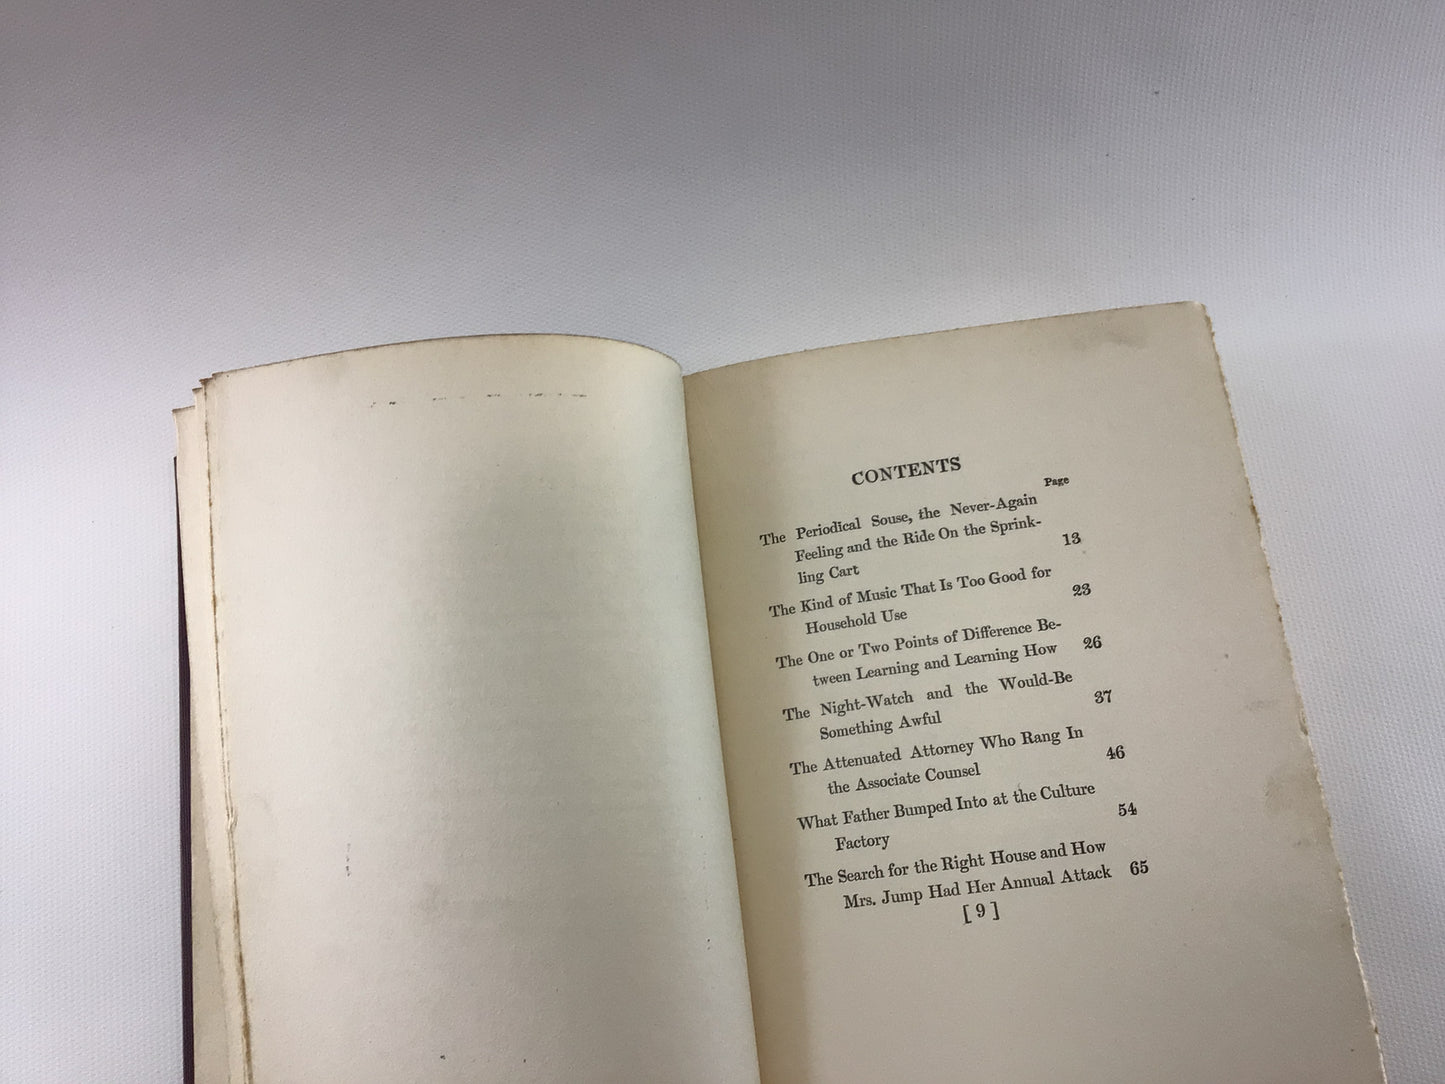 CONTENTS
Page
The Periodical Souse, the Never-Again
Feeling and the Ride On the Sprink-
ling Cart 13
The Kind of Music That Is Too Good for
Household Use 23
The One or Two Points of Difference Be-
tween Learning and Learning How 26
The Night-Watch and the Would-Be
Something Awful 37
The Attenuated Attorney Who Rang In
the Associate Counsel 46
What Father Bumped Into at the Culture
Factory 54
The Search for the Right House and How
Mrs. Jump Had Her Annual Attack 65
[ 9 ]